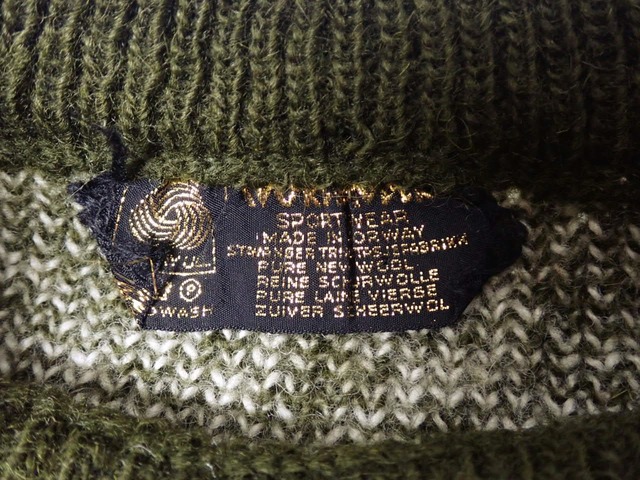 SPORTWEAR
MADE IN NORWAY
PURE NEW WOOL
REINE SCHURWOLLE
PURE LAINE VIERGE
ZUIVER SCHEERWOL
WASH